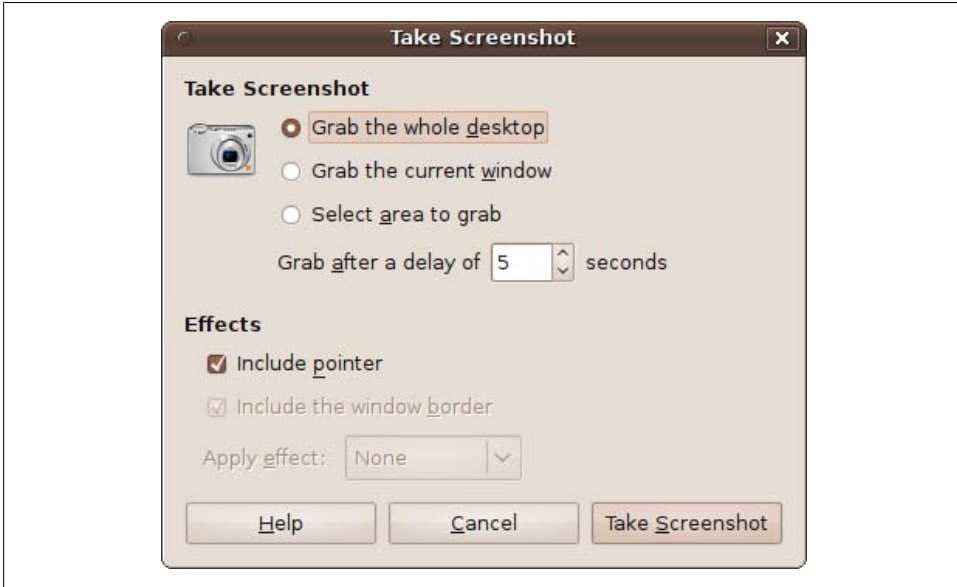 Take Screenshot
Take Screenshot
Grab the whole desktop
Grab the current window
Select area to grab
Grab after a delay of 5 seconds
Effects
Include pointer
Include the window border
Apply effect: None
Help Cancel Take Screenshot